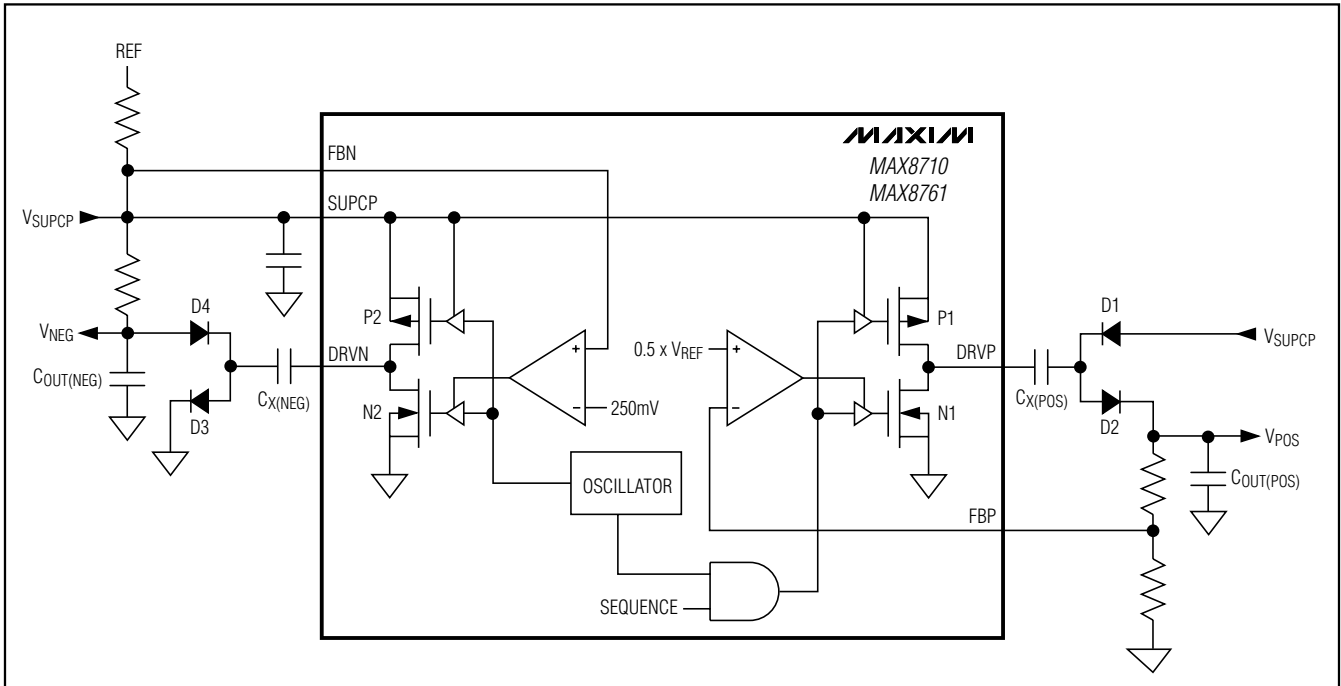 REF
FBN
MAXIM
MAX8710
MAX8761
VSUPCP
SUPCP
D4
P2
P1
D1
VNEG
DRVN
0.5 x VREF
+
+
DRVP
VSUPCP
COUT(NEG)
CX(NEG)
N2
−
250mV
−
N1
CX(POS)
D3
D2
VPOS
OSCILLATOR
COUT(POS)
FBP
SEQUENCE